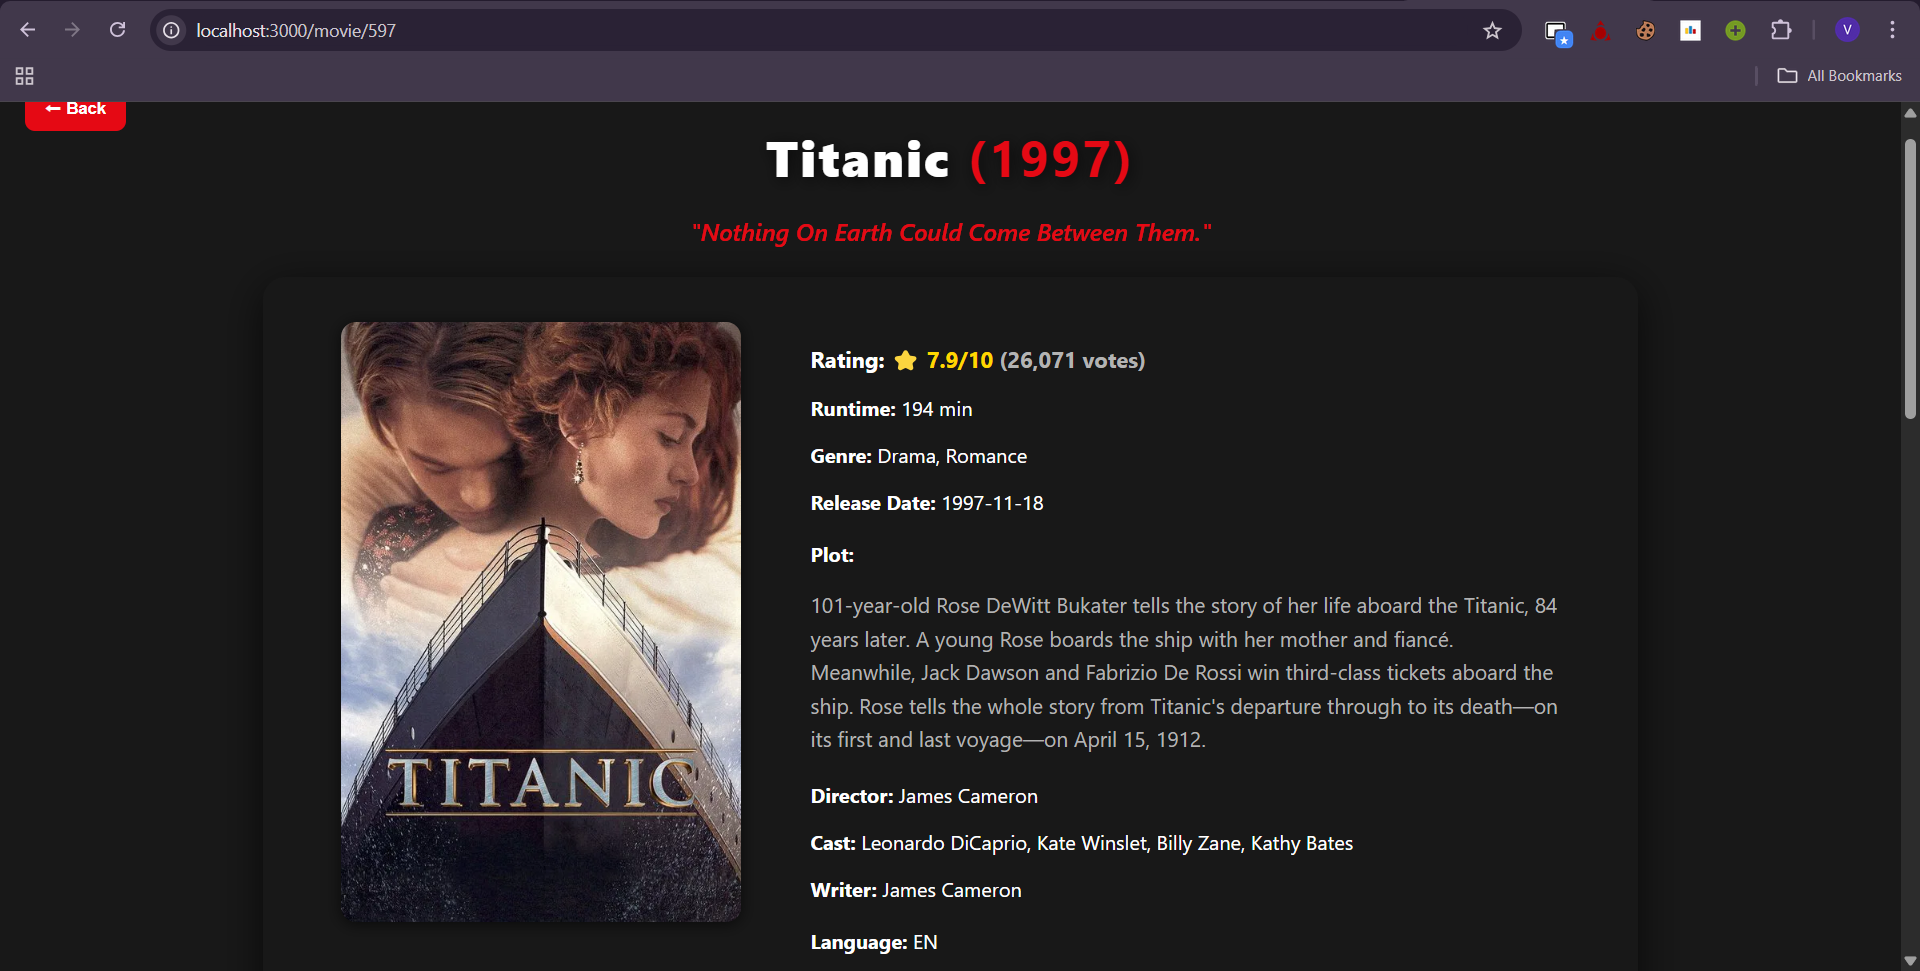 localhost:3000/movie/597
V
All Bookmarks
← Back
Titanic (1997)
"Nothing On Earth Could Come Between Them."
Rating: ⭐ 7.9/10 (26,071 votes)
Runtime: 194 min
Genre: Drama, Romance
Release Date: 1997-11-18
Plot:
101-year-old Rose DeWitt Bukater tells the story of her life aboard the Titanic, 84
years later. A young Rose boards the ship with her mother and fiancé.
Meanwhile, Jack Dawson and Fabrizio De Rossi win third-class tickets aboard the
ship. Rose tells the whole story from Titanic's departure through to its death—on
its first and last voyage—on April 15, 1912.
Director: James Cameron
Cast: Leonardo DiCaprio, Kate Winslet, Billy Zane, Kathy Bates
Writer: James Cameron
Language: EN
TITANIC